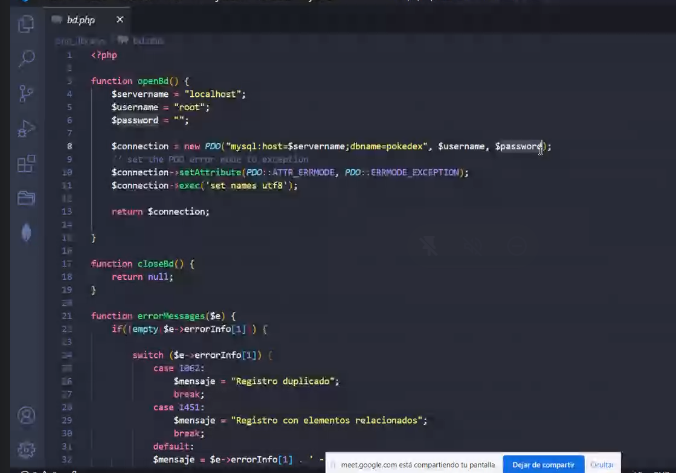 bd.php
bd.php
1 <?php
2
3 function openBd() {
4 $servername = "localhost";
5 $username = "root";
6 $password = "";
7
8 $connection = new PDO("mysql:host=$servername;dbname=pokedex", $username, $password);
9 // set the PDO error mode to exception
10 $connection->setAttribute(PDO::ATTR_ERRMODE, PDO::ERRMODE_EXCEPTION);
11 $connection->exec('set names utf8');
12
13 return $connection;
14
15 }
16
17 function closeBd() {
18 return null;
19 }
20
21 function errorMessages($e) {
22 if(!empty($e->errorInfo[1])) {
23
24 switch ($e->errorInfo[1]) {
25 case 1062:
26 $mensaje = "Registro duplicado";
27 break;
28 case 1451:
29 $mensaje = "Registro con elementos relacionados";
30 break;
31 default:
32 $mensaje = $e->errorInfo[1] . ' -
meet.google.com está compartiendo tu pantalla. Dejar de compartir Ocultar